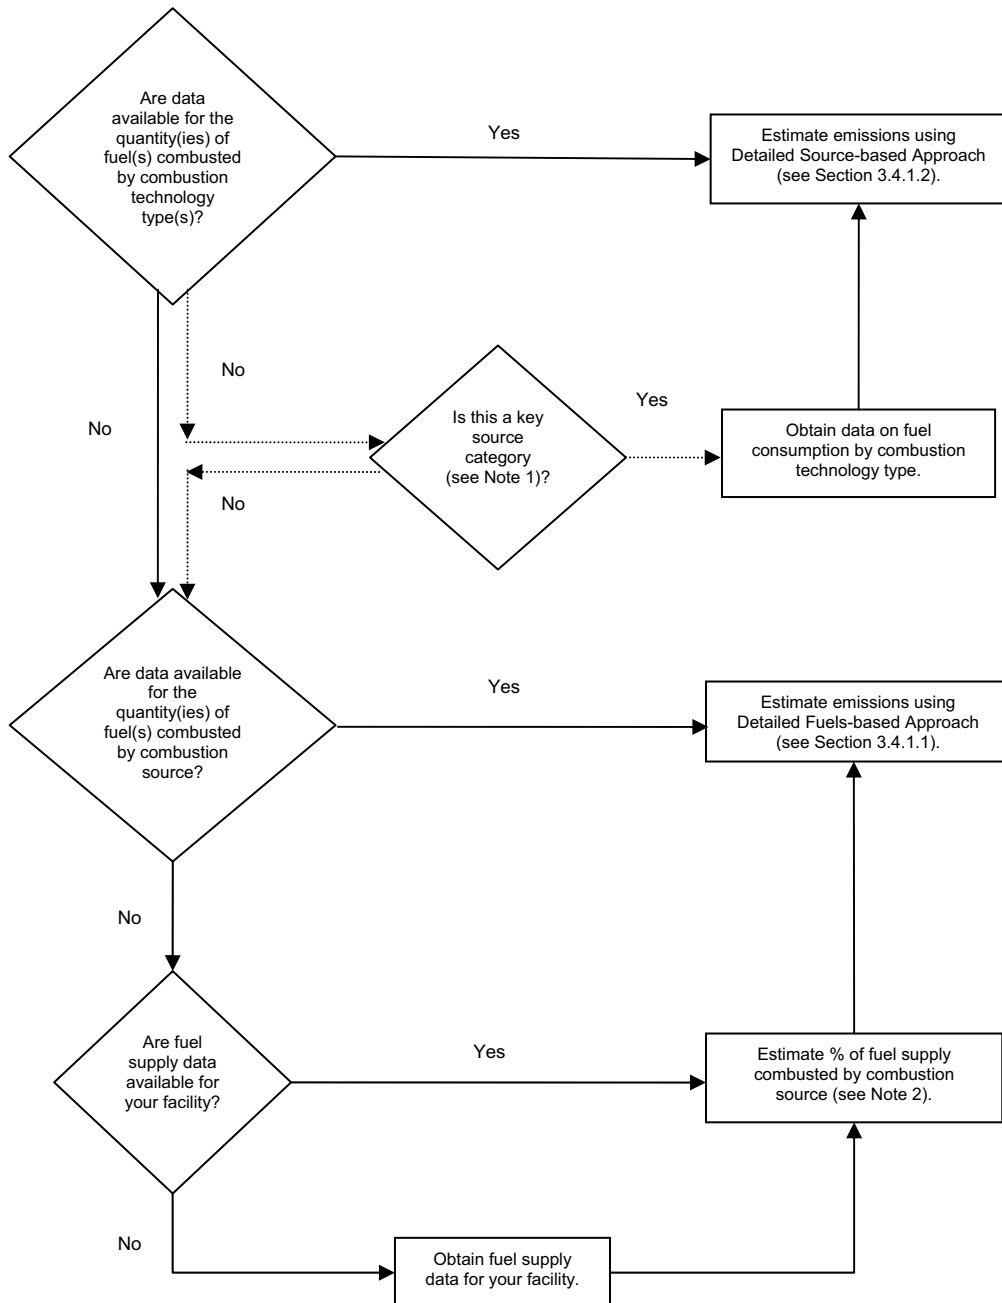 Are data
available for the
quantity(ies) of
fuel(s) combusted
by combustion
technology
type(s)?
Yes
Estimate emissions using
Detailed Source-based Approach
(see Section 3.4.1.2).
No
No
Is this a key
source
category
(see Note 1)?
Yes
Obtain data on fuel
consumption by combustion
technology type.
No
Are data available
for the
quantity(ies) of
fuel(s) combusted
by combustion
source?
Yes
Estimate emissions using
Detailed Fuels-based Approach
(see Section 3.4.1.1).
No
Are fuel
supply data
available for
your facility?
Yes
Estimate % of fuel supply
combusted by combustion
source (see Note 2).
No
Obtain fuel supply
data for your facility.